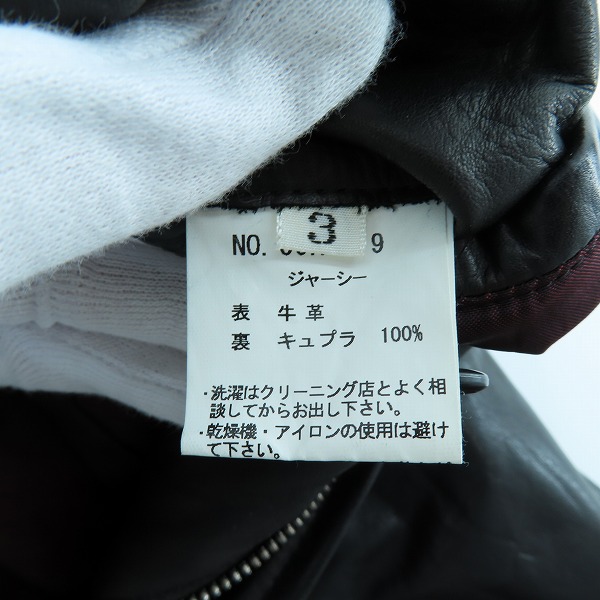 3
NO. 9
ジャーシー
表 牛革
裏 キュプラ 100%
・洗濯はクリーニング店とよく相
談してからお出し下さい。
・乾燥機・アイロンの使用は避け
て下さい。